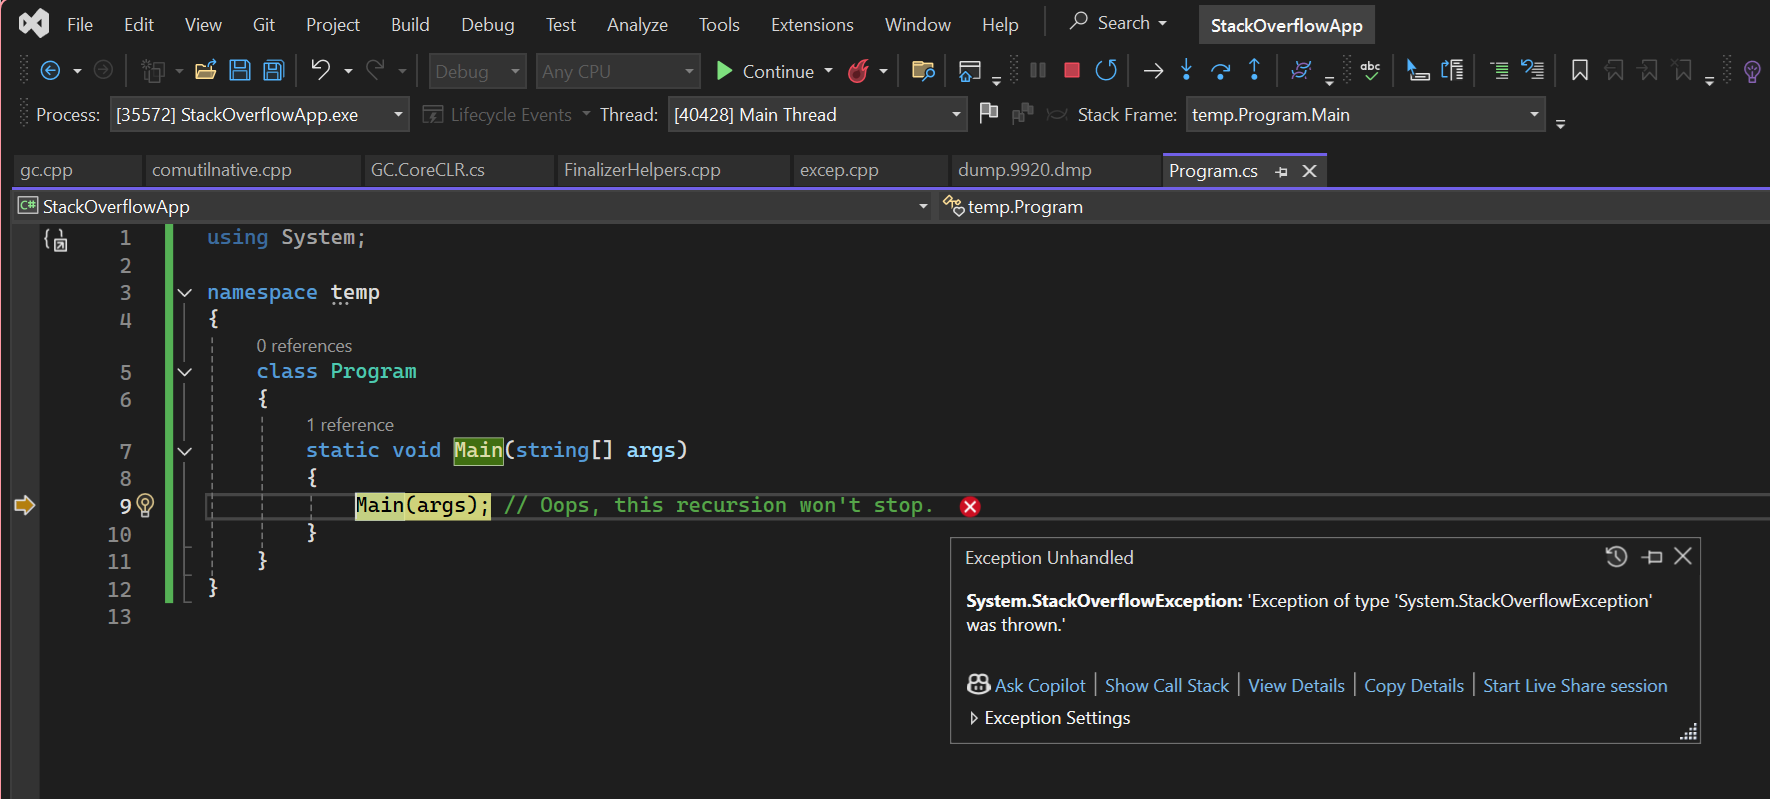 File Edit View Git Project Build Debug Test Analyze Tools Extensions Window Help Search StackOverflowApp
Debug Any CPU Continue abc
Process: [35572] StackOverflowApp.exe Lifecycle Events Thread: [40428] Main Thread Stack Frame: temp.Program.Main
gc.cpp comutilnative.cpp GC.CoreCLR.cs FinalizerHelpers.cpp excep.cpp dump.9920.dmp Program.cs
C# StackOverflowApp temp.Program
1 using System;
2
3 namespace temp
4 {
0 references
5 class Program
6 {
1 reference
7 static void Main(string[] args)
8 {
9 Main(args); // Oops, this recursion won't stop.
10 }
11 }
12 }
13
Exception Unhandled
System.StackOverflowException: 'Exception of type 'System.StackOverflowException'
was thrown.'
Ask Copilot | Show Call Stack | View Details | Copy Details | Start Live Share session
Exception Settings